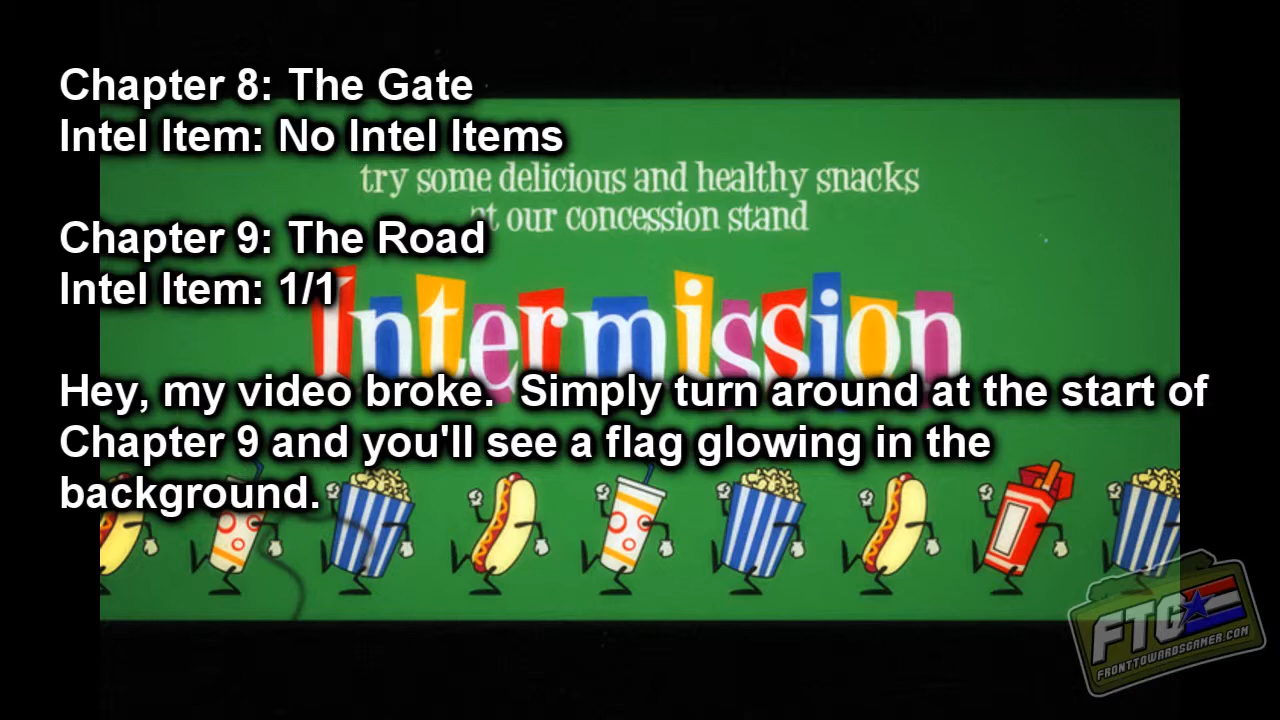 Chapter 8: The Gate
Intel Item: No Intel Items
try some delicious and healthy snacks
at our concession stand
Chapter 9: The Road
Intel Item: 1/1
Intermission
Hey, my video broke.  Simply turn around at the start of
Chapter 9 and you'll see a flag glowing in the
background.
FTG
FRONTTOWARDSGAMER.COM